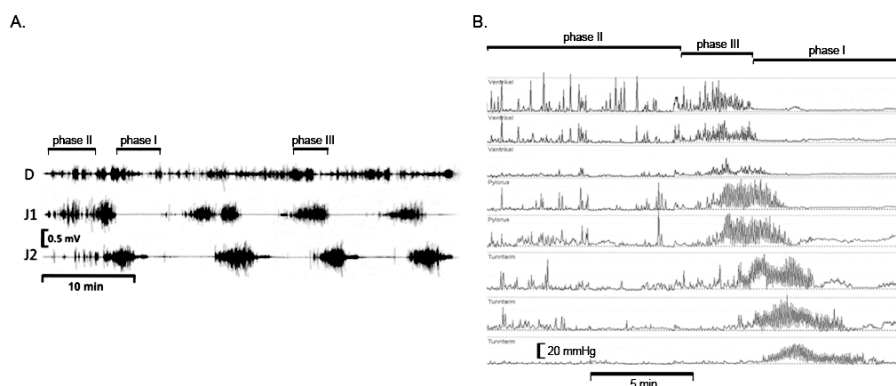 A.
phase II
phase I
phase III
D
J1
0.5 mV
J2
10 min
B.
phase II
phase III
phase I
Ventrikel
Ventrikel
Ventrikel
Pylorus
Pylorus
Tunntarm
Tunntarm
Tunntarm
20 mmHg
5 min